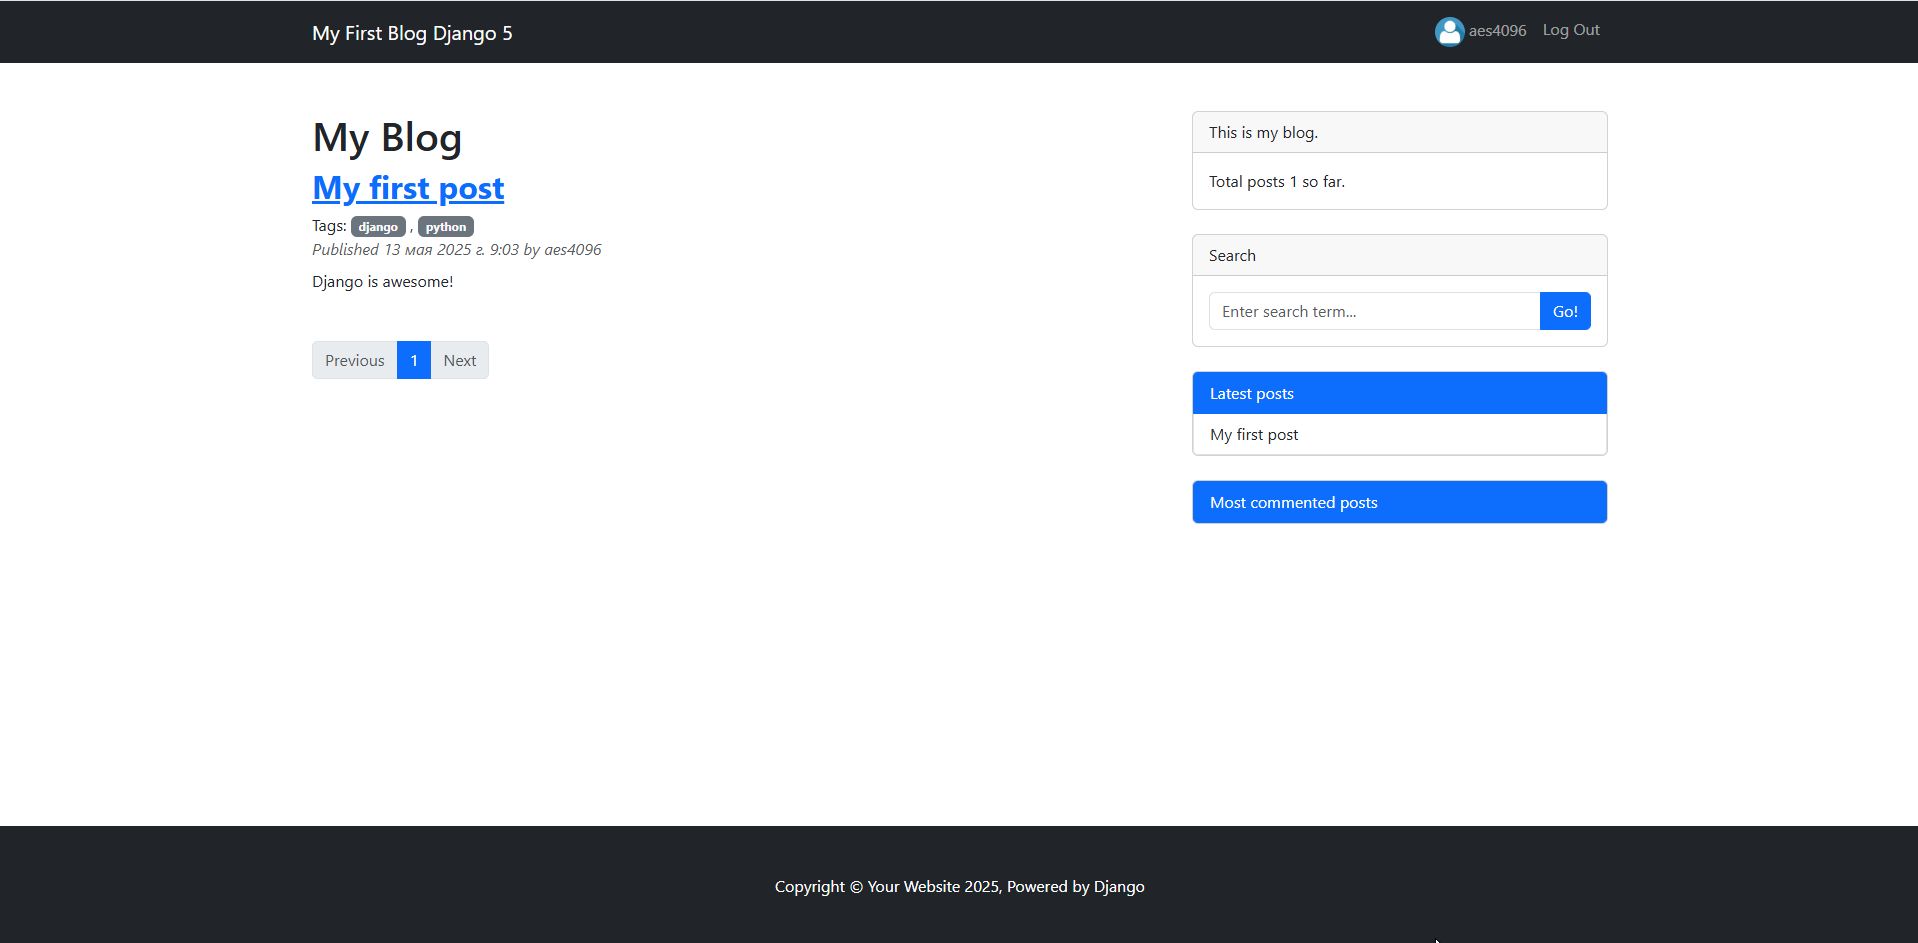 My First Blog Django 5
aes4096 Log Out
My Blog
My first post
Tags: django , python
Published 13 мая 2025 г. 9:03 by aes4096
Django is awesome!
Previous 1 Next
This is my blog.
Total posts 1 so far.
Search
Enter search term... Go!
Latest posts
My first post
Most commented posts
Copyright © Your Website 2025, Powered by Django